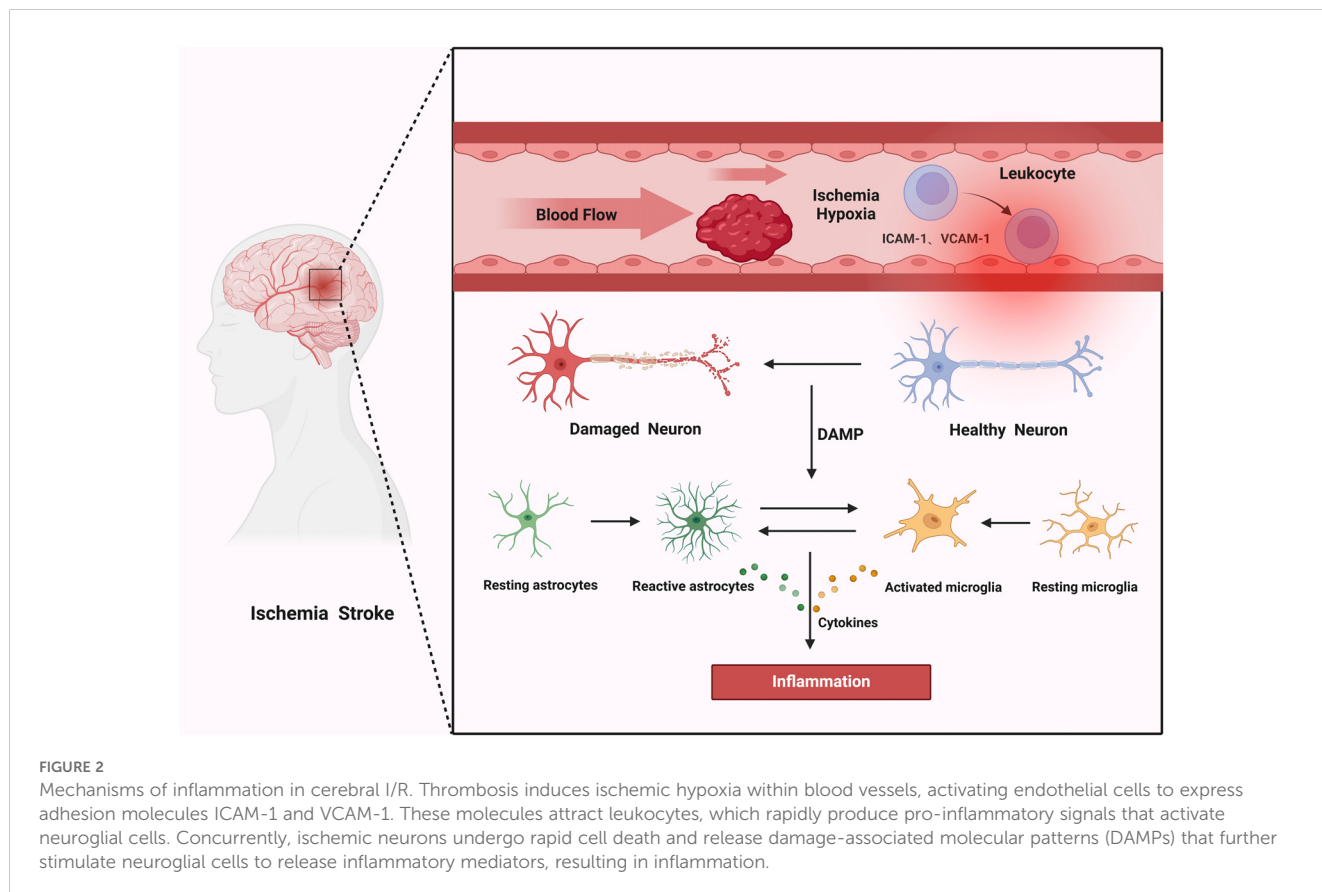 Blood Flow
Ischemia
Hypoxia
Leukocyte
ICAM-1、VCAM-1
Damaged Neuron
DAMP
Healthy Neuron
Resting astrocytes
Reactive astrocytes
Activated microglia
Resting microglia
Cytokines
Inflammation
Ischemia Stroke
FIGURE 2
Mechanisms of inflammation in cerebral I/R. Thrombosis induces ischemic hypoxia within blood vessels, activating endothelial cells to express
adhesion molecules ICAM-1 and VCAM-1. These molecules attract leukocytes, which rapidly produce pro-inflammatory signals that activate
neuroglial cells. Concurrently, ischemic neurons undergo rapid cell death and release damage-associated molecular patterns (DAMPs) that further
stimulate neuroglial cells to release inflammatory mediators, resulting in inflammation.